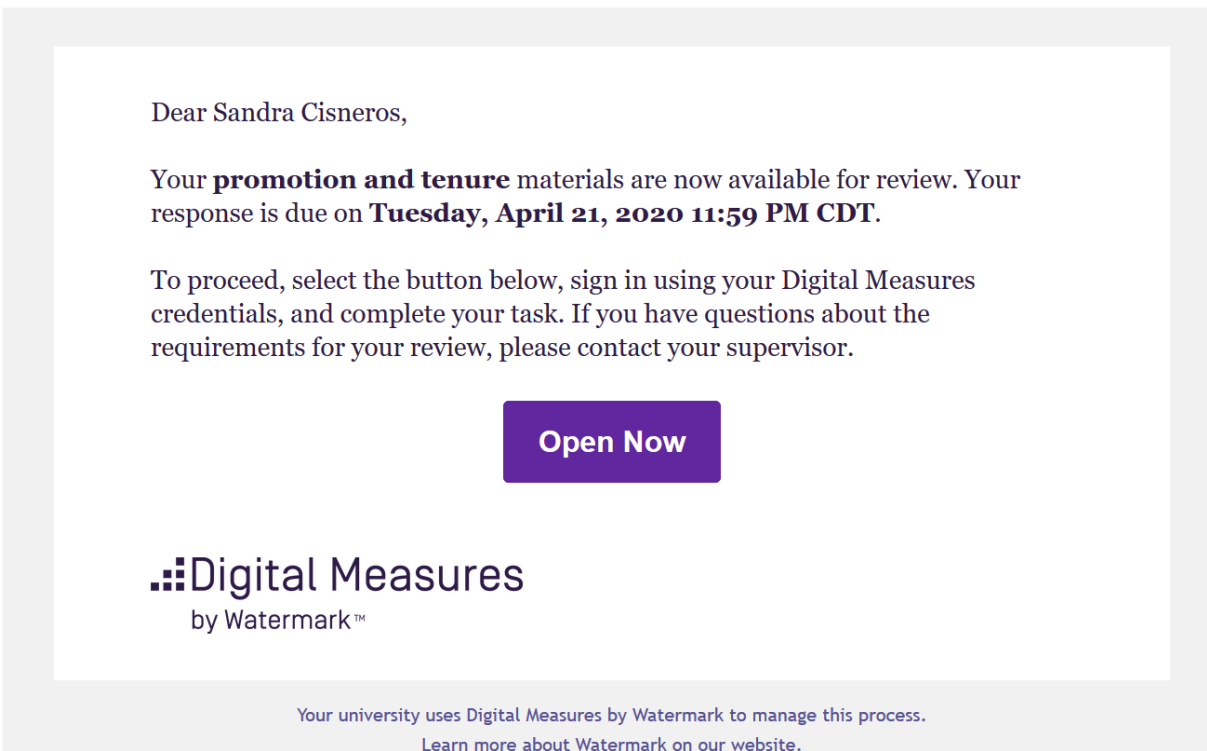 Dear Sandra Cisneros,
Your promotion and tenure materials are now available for review. Your
response is due on Tuesday, April 21, 2020 11:59 PM CDT.
To proceed, select the button below, sign in using your Digital Measures
credentials, and complete your task. If you have questions about the
requirements for your review, please contact your supervisor.
Open Now
Digital Measures
by Watermark™
Your university uses Digital Measures by Watermark to manage this process.
Learn more about Watermark on our website.